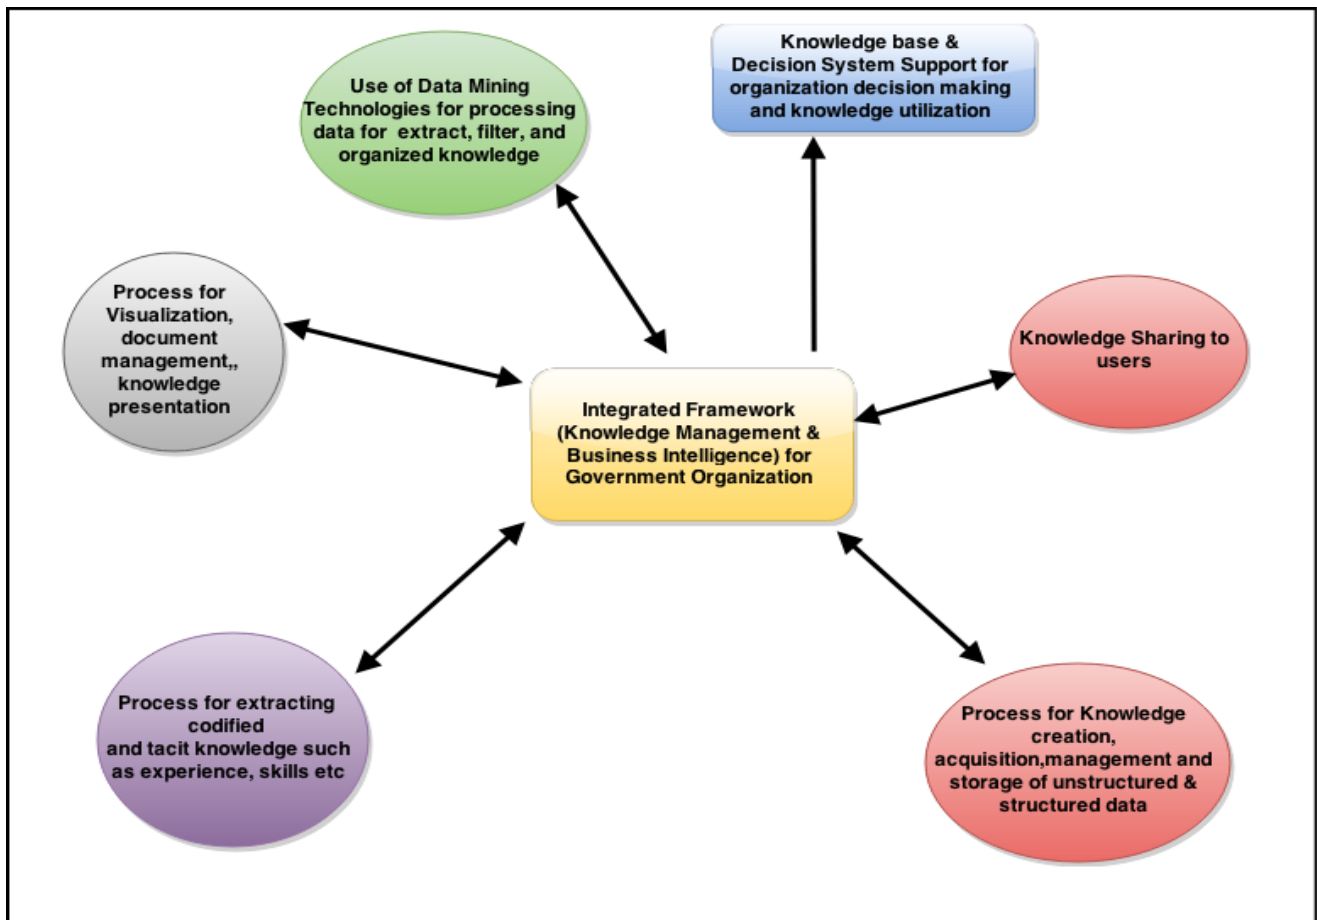 Use of Data Mining
Technologies for processing
data for extract, filter, and
organized knowledge
Knowledge base &
Decision System Support for
organization decision making
and knowledge utilization
Process for
Visualization,
document
management,,
knowledge
presentation
Knowledge Sharing to
users
Integrated Framework
(Knowledge Management &
Business Intelligence) for
Government Organization
Process for extracting
codified
and tacit knowledge such
as experience, skills etc
Process for Knowledge
creation,
acquisition,management and
storage of unstructured &
structured data